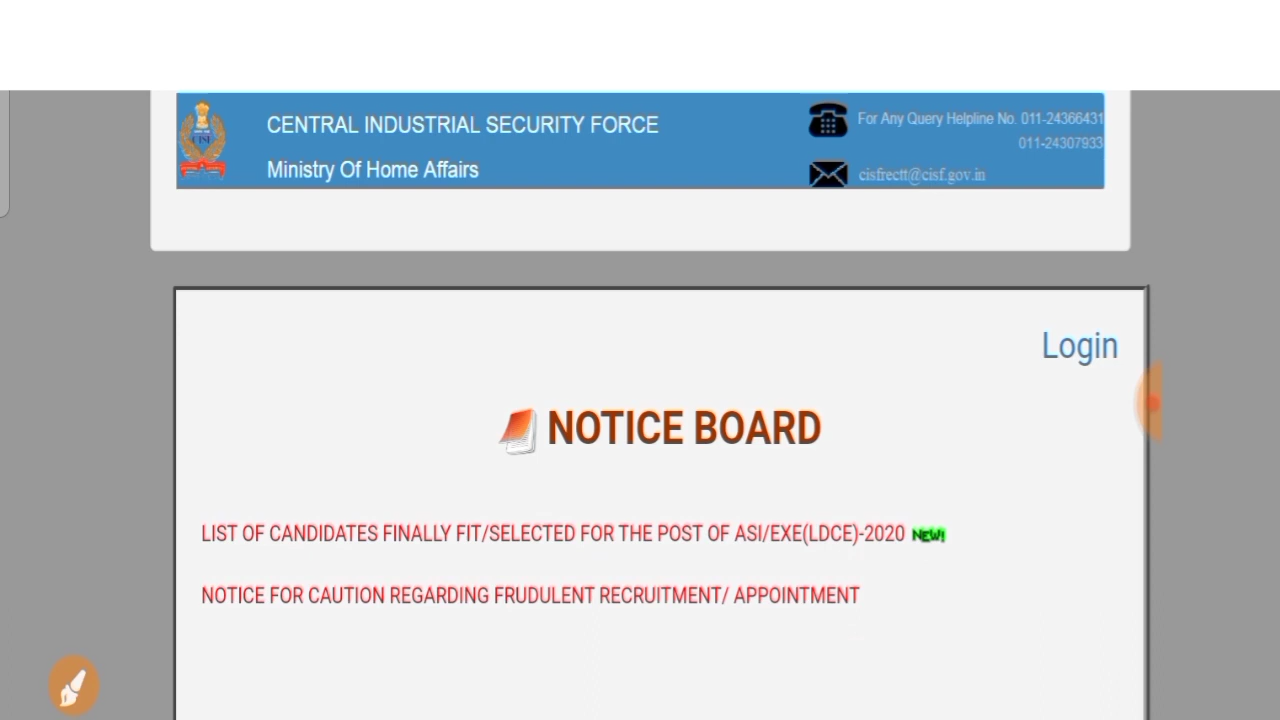 CENTRAL INDUSTRIAL SECURITY FORCE
Ministry Of Home Affairs
For Any Query Helpline No. 011-24366431
011-24307933
cisfrectt@cisf.gov.in
CISF
Login
NOTICE BOARD
LIST OF CANDIDATES FINALLY FIT/SELECTED FOR THE POST OF ASI/EXE(LDCE)-2020 NEW!
NOTICE FOR CAUTION REGARDING FRUDULENT RECRUITMENT/ APPOINTMENT